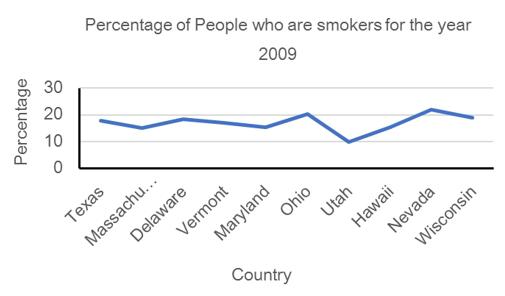 Percentage of People who are smokers for the year
2009
Percentage
30
20
10
0
Texas
Massachu...
Delaware
Vermont
Maryland
Ohio
Utah
Hawaii
Nevada
Wisconsin
Country